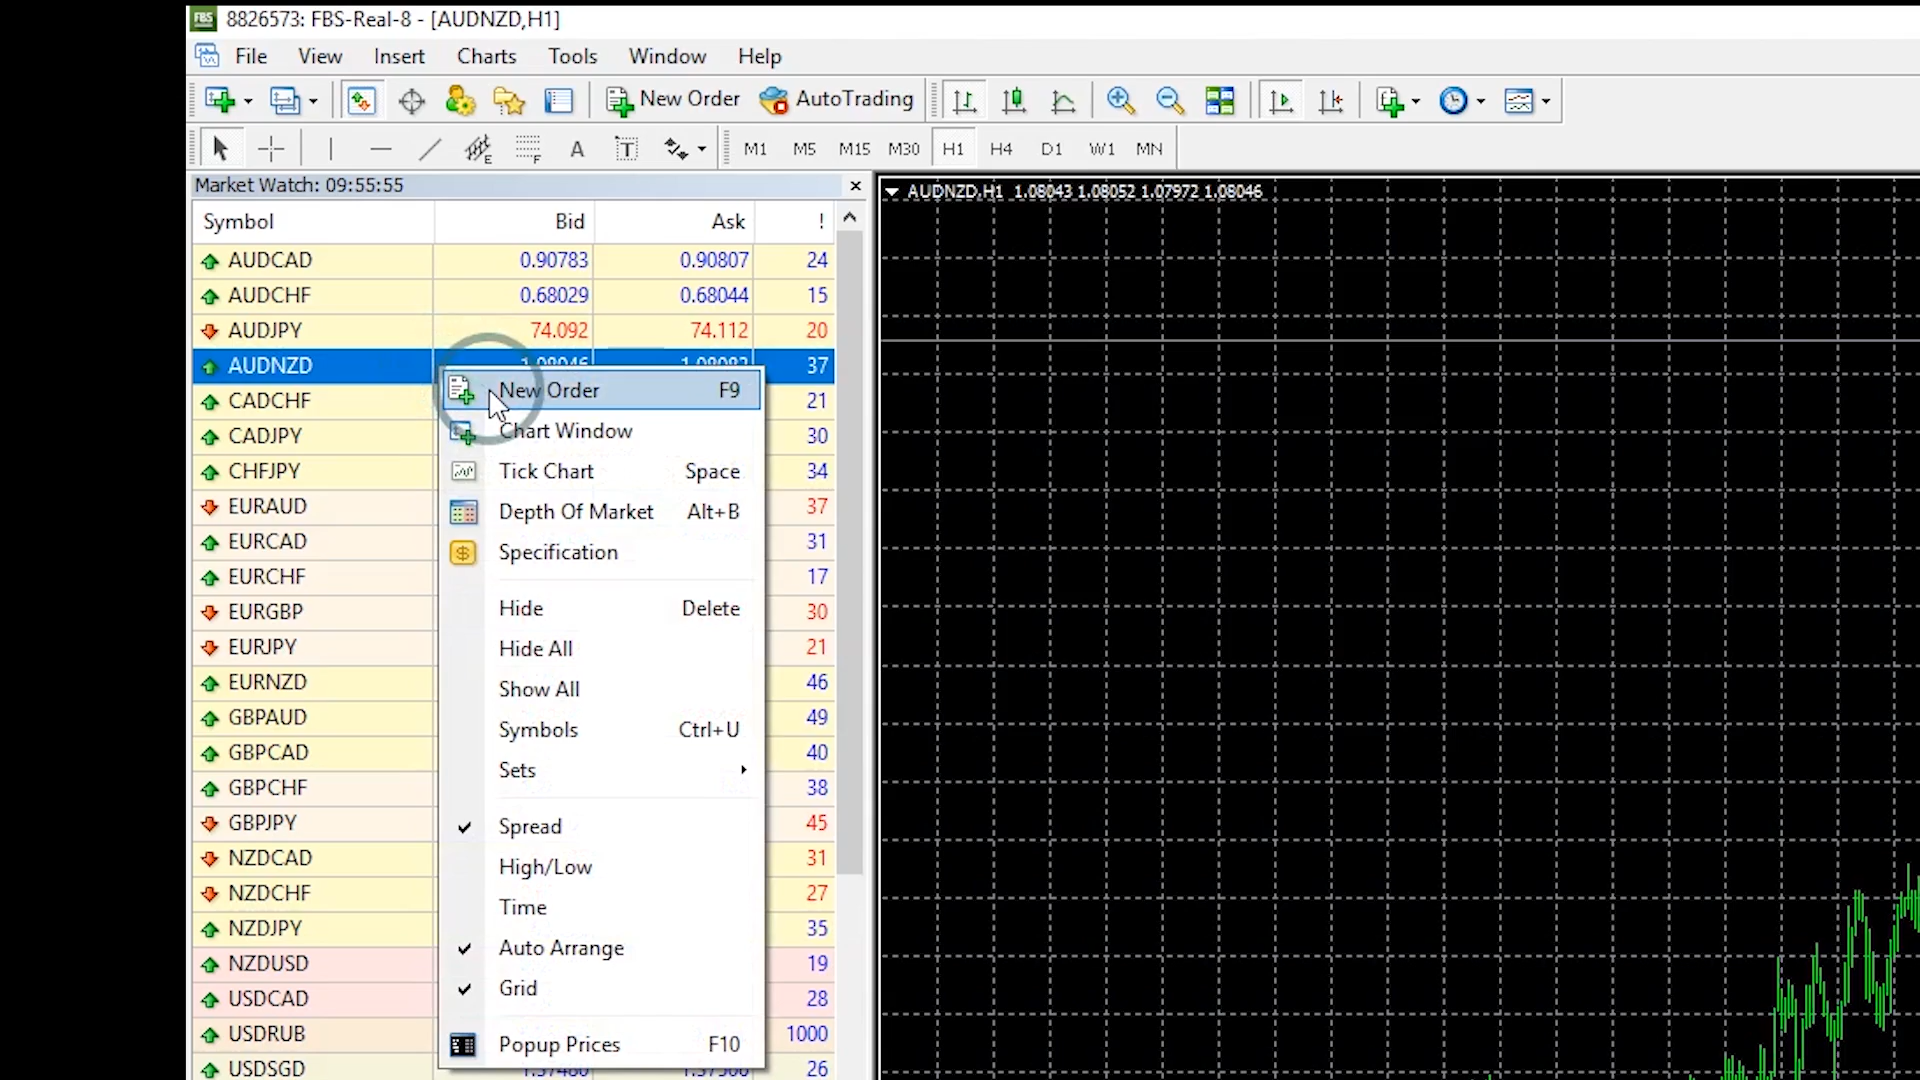 FBS 8826573: FBS-Real-8 - [AUDNZD,H1]
File View Insert Charts Tools Window Help
New Order AutoTrading
E F A T M1 M5 M15 M30 H1 H4 D1 W1 MN
Market Watch: 09:55:55
AUDNZD,H1 1.08043 1.08052 1.07972 1.08046
Symbol Bid Ask !
AUDCAD 0.90783 0.90807 24
AUDCHF 0.68029 0.68044 15
AUDJPY 74.092 74.112 20
AUDNZD 1.08046 1.08083 37
CADCHF 21
CADJPY 30
CHFJPY 34
EURAUD 37
EURCAD 31
EURCHF 17
EURGBP 30
EURJPY 21
EURNZD 46
GBPAUD 49
GBPCAD 40
GBPCHF 38
GBPJPY 45
NZDCAD 31
NZDCHF 27
NZDJPY 35
NZDUSD 19
USDCAD 28
USDRUB 1000
USDSGD 26
New Order F9
Chart Window
Tick Chart Space
Depth Of Market Alt+B
Specification
Hide Delete
Hide All
Show All
Symbols Ctrl+U
Sets
Spread
High/Low
Time
Auto Arrange
Grid
Popup Prices F10